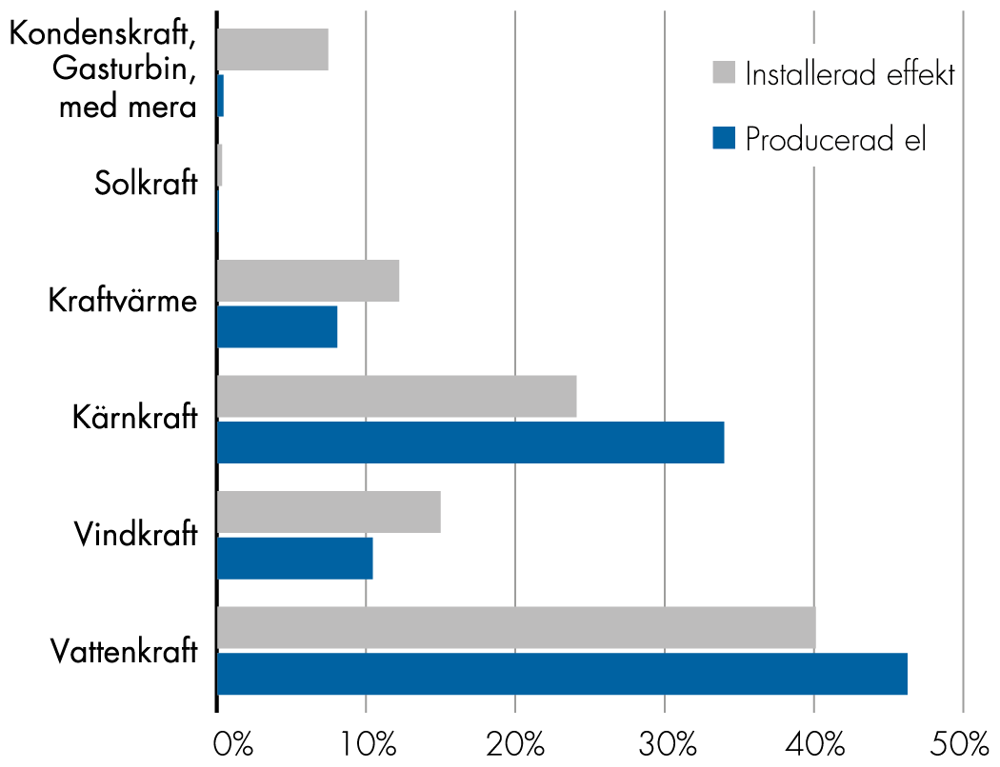 Kondenskraft,
Gasturbin,
med mera
Installerad effekt
Producerad el
Solkraft
Kraftvärme
Kärnkraft
Vindkraft
Vattenkraft
0% 10% 20% 30% 40% 50%